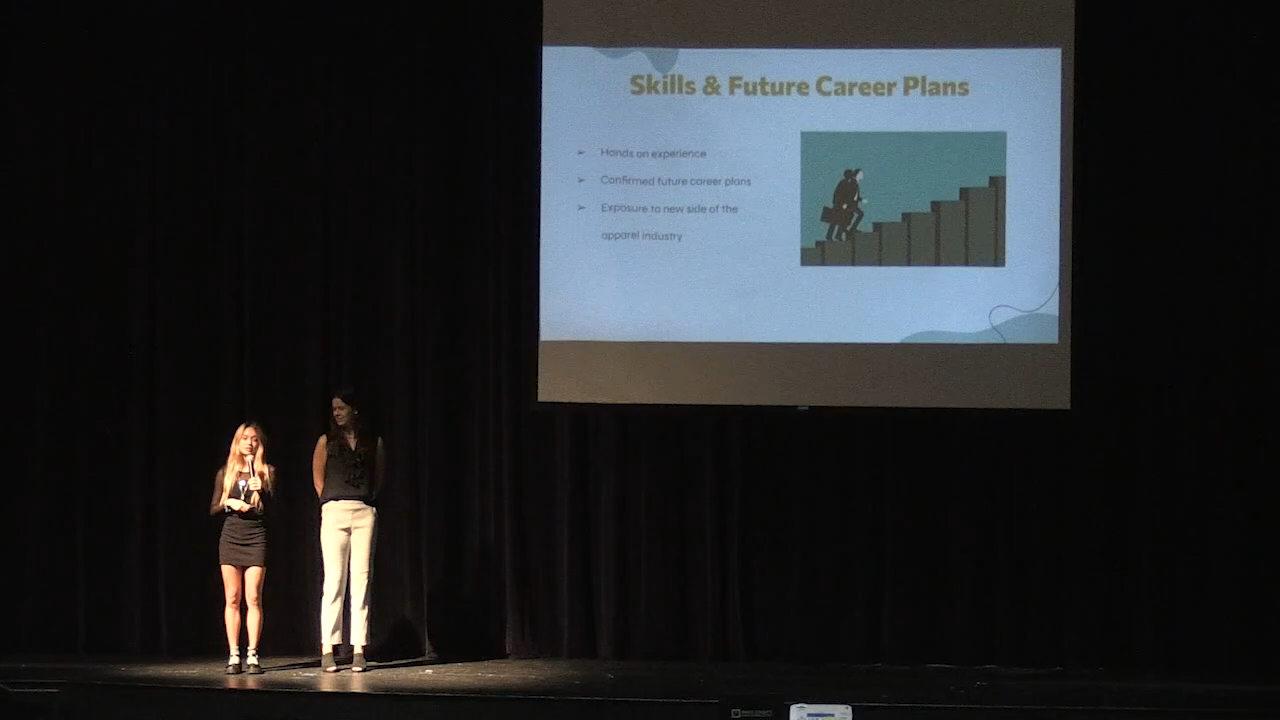 Skills & Future Career Plans
➢ Hands on experience
➢ Confirmed future career plans
➢ Exposure to new side of the
apparel industry